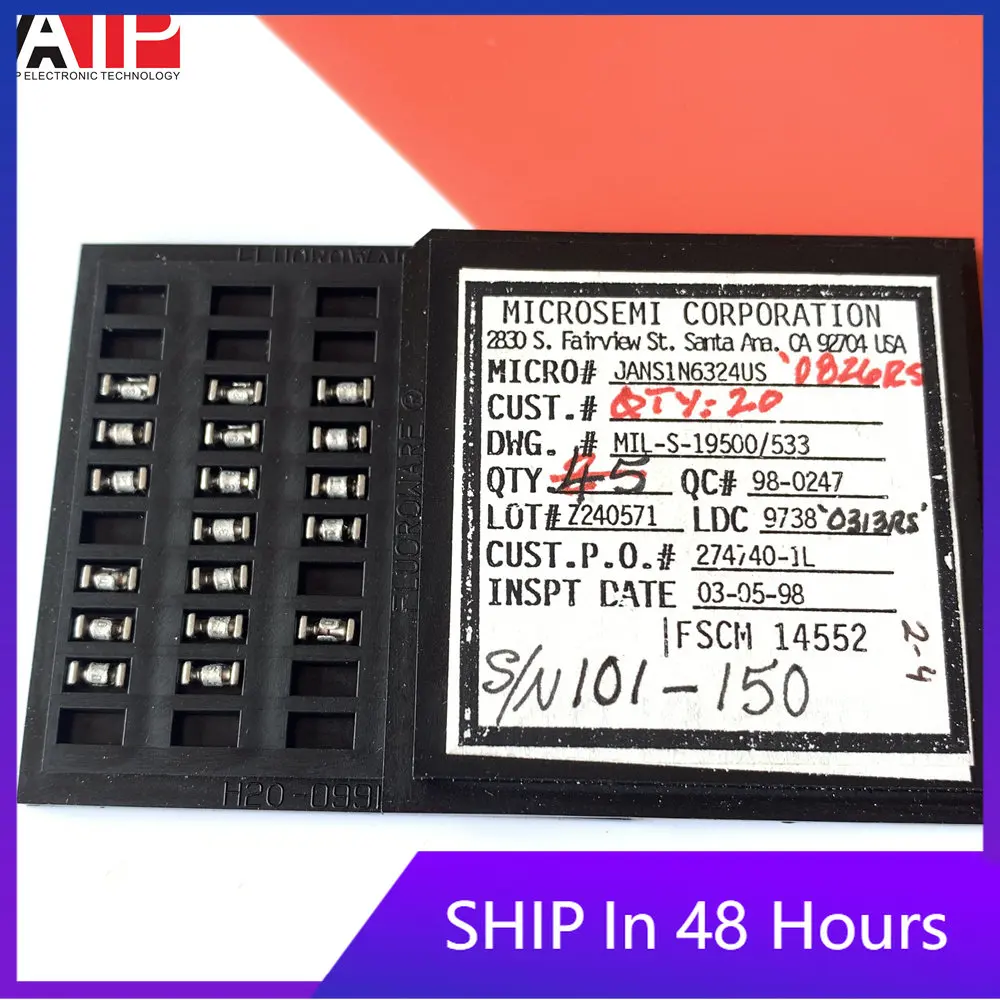 AIP
P ELECTRONIC TECHNOLOGY
MICROSEMI CORPORATION
2830 S. Fairview St. Santa Ana. CA 92704 USA
MICRO# JANS1N6324US '0826RS
CUST.# QTY: 20
DWG. # MIL-S-19500/533
QTY 45 QC# 98-0247
LOT# Z240571 LDC 9738 '0313RS'
CUST.P.O.# 274740-1L
INSPT DATE 03-05-98
FSCM 14552
2-4
S/N 101-150
FLUOROWARE
H20-0991
SHIP In 48 Hours